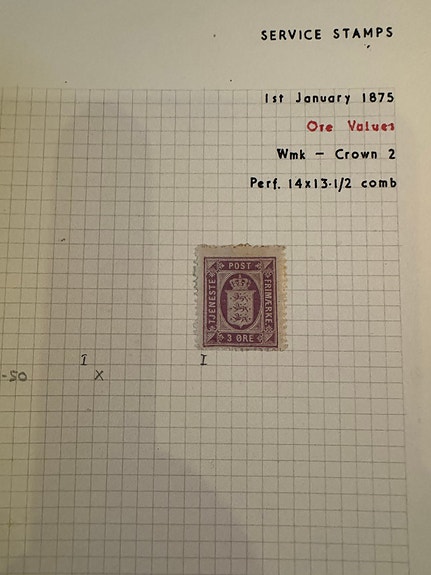 SERVICE STAMPS
1st January 1875
Ore Values
Wmk – Crown 2
Perf. 14x13·1/2 comb
POST
TJENESTE
FRIMÆRKE
3 ØRE
I I
X